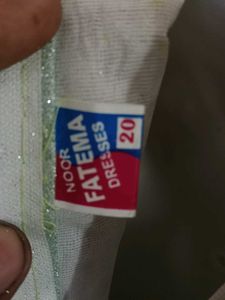 NOOR
FATEMA
DRESSES
20